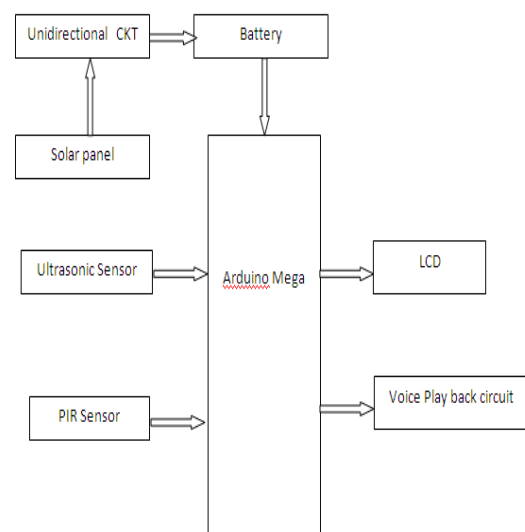 Unidirectional CKT
Battery
Solar panel
Ultrasonic Sensor
Arduino Mega
LCD
PIR Sensor
Voice Play back circuit